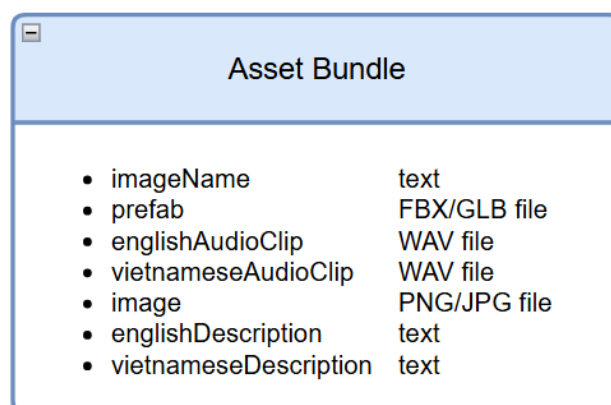 Asset Bundle
imageName text
prefab FBX/GLB file
englishAudioClip WAV file
vietnameseAudioClip WAV file
image PNG/JPG file
englishDescription text
vietnameseDescription text